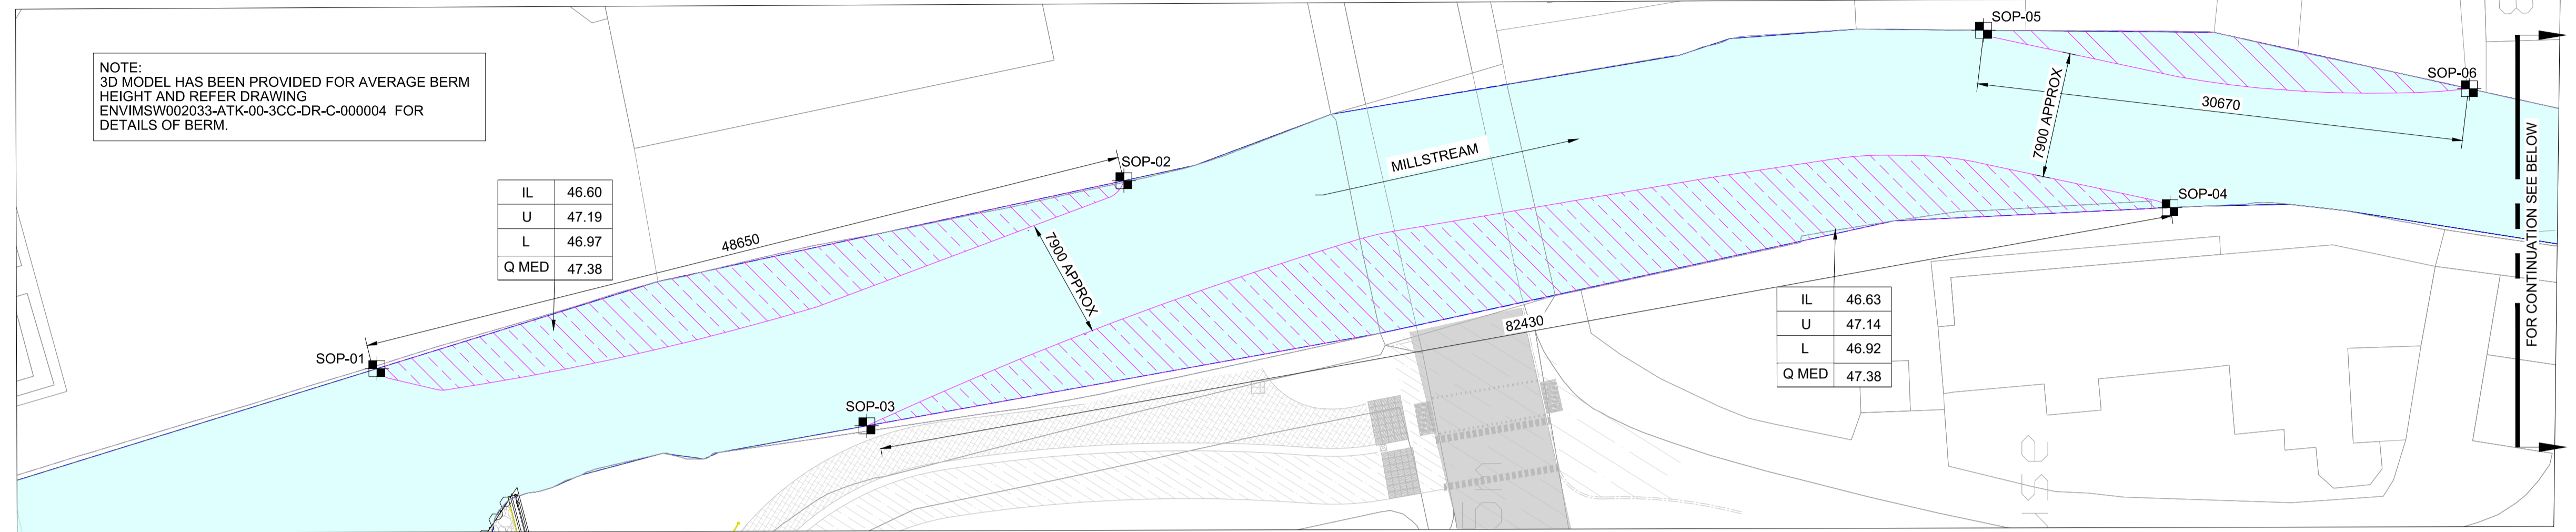 NOTE:
3D MODEL HAS BEEN PROVIDED FOR AVERAGE BERM
HEIGHT AND REFER DRAWING
ENVIMSW002033-ATK-00-3CC-DR-C-000004 FOR
DETAILS OF BERM.
IL 46.60
U 47.19
L 46.97
Q MED 47.38
SOP-01
48650
SOP-02
7900 APPROX
SOP-03
MILLSTREAM
82430
SOP-04
SOP-05
7900 APPROX
30670
SOP-06
IL 46.63
U 47.14
L 46.92
Q MED 47.38
FOR CONTINUATION SEE BELOW